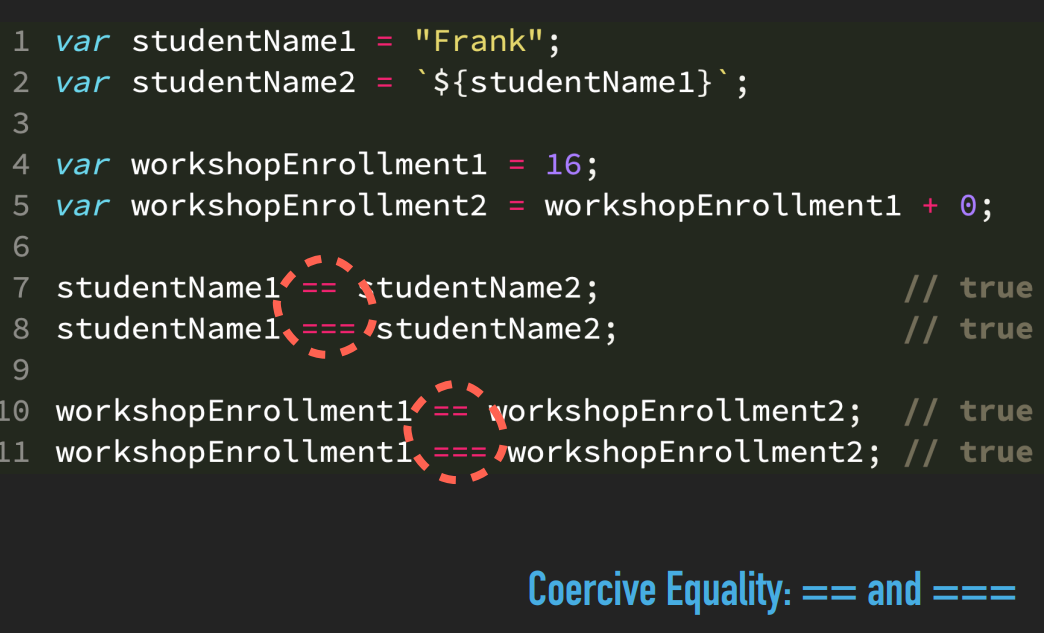 1 var studentName1 = "Frank";
2 var studentName2 = `${studentName1}`;
3
4 var workshopEnrollment1 = 16;
5 var workshopEnrollment2 = workshopEnrollment1 + 0;
6
7 studentName1 == studentName2; // true
8 studentName1 === studentName2; // true
9
10 workshopEnrollment1 == workshopEnrollment2; // true
11 workshopEnrollment1 === workshopEnrollment2; // true
Coercive Equality: == and ===